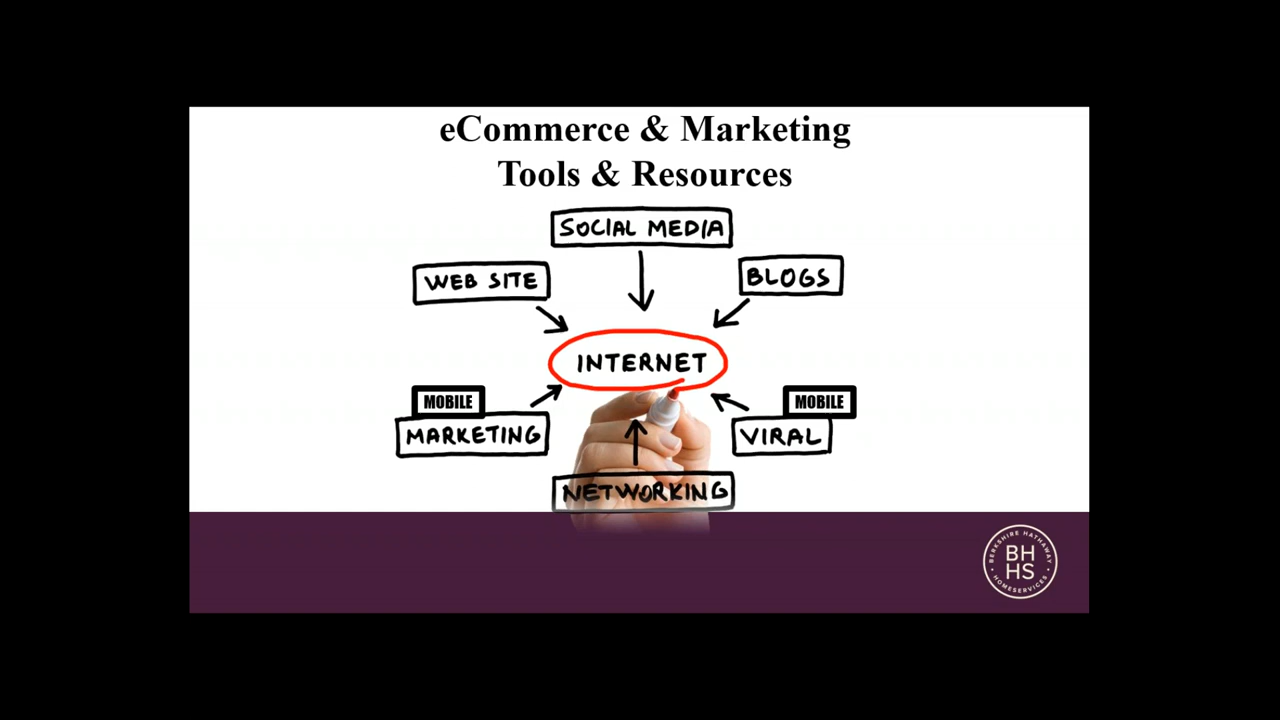 eCommerce & Marketing
Tools & Resources
SOCIAL MEDIA
WEB SITE
BLOGS
INTERNET
MOBILE
MARKETING
MOBILE
VIRAL
NETWORKING
BERKSHIRE HATHAWAY
BH
HS
HOMESERVICES